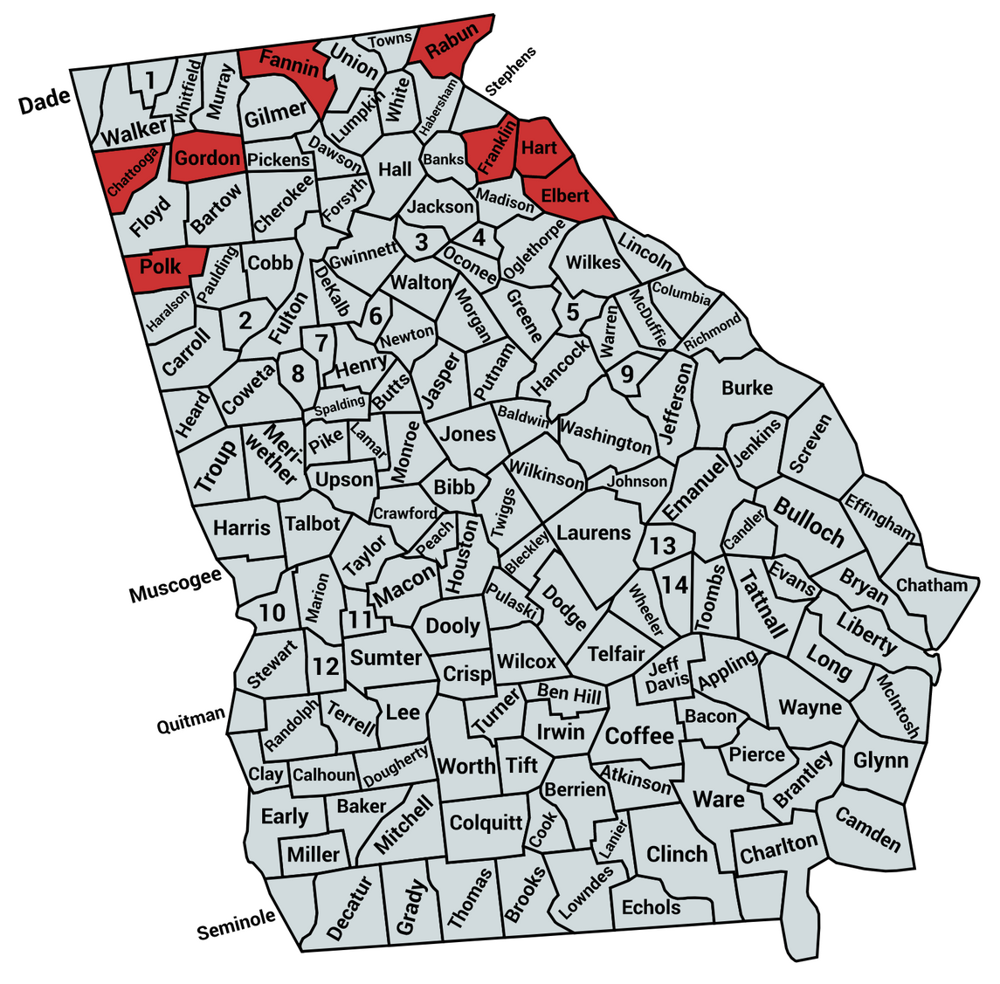 Towns
Rabun
Fannin
Union
Stephens
1
Whitfield
Murray
Dade
White
Habersham
Lumpkin
Gilmer
Walker
Franklin
Hart
Chattooga
Gordon
Pickens
Dawson
Hall
Banks
Elbert
Floyd
Bartow
Cherokee
Forsyth
Jackson
Madison
3
4
Oglethorpe
Gwinnett
Oconee
Wilkes
Lincoln
Polk
Paulding
Cobb
DeKalb
Walton
Haralson
Fulton
2
6
Morgan
Greene
5
Warren
McDuffie
Columbia
Richmond
Carroll
7
Newton
8
Henry
Butts
Jasper
Putnam
Hancock
9
Jefferson
Burke
Coweta
Heard
Spalding
Baldwin
Washington
Jenkins
Screven
Troup
Meri-
wether
Pike
Lamar
Monroe
Jones
Wilkinson
Johnson
Emanuel
Upson
Bibb
Twiggs
Effingham
Harris
Talbot
Crawford
Peach
Laurens
Candler
Bulloch
Taylor
Houston
Bleckley
13
Muscogee
Marion
Macon
Pulaski
Dodge
Wheeler
14
Toombs
Tattnall
Evans
Bryan
Chatham
10
11
Dooly
Liberty
Stewart
12
Sumter
Crisp
Wilcox
Telfair
Jeff
Davis
Appling
Long
McIntosh
Quitman
Randolph
Terrell
Lee
Turner
Ben Hill
Irwin
Coffee
Bacon
Wayne
Clay
Calhoun
Dougherty
Worth
Tift
Atkinson
Pierce
Brantley
Glynn
Early
Baker
Mitchell
Colquitt
Berrien
Cook
Lanier
Ware
Camden
Miller
Clinch
Charlton
Seminole
Decatur
Grady
Thomas
Brooks
Lowndes
Echols